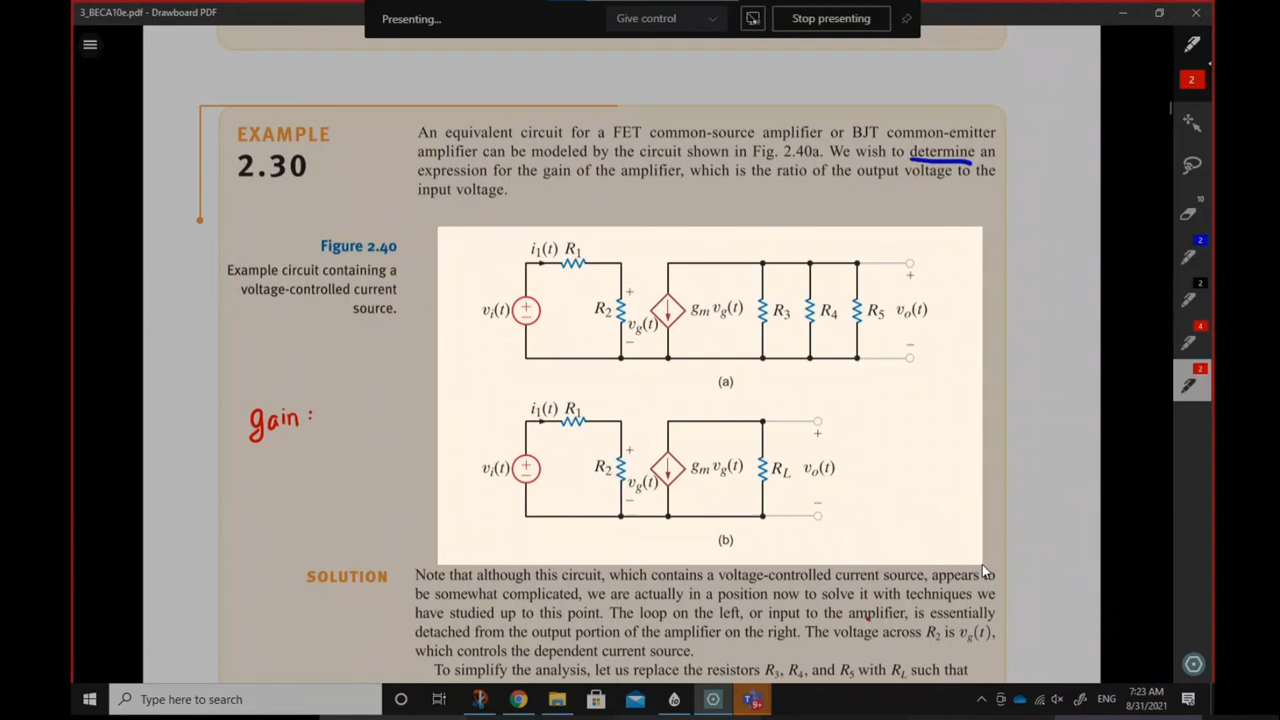 3_BECA10e.pdf - Drawboard PDF
Presenting...
Give control
Stop presenting
2
EXAMPLE
2.30
An equivalent circuit for a FET common-source amplifier or BJT common-emitter
amplifier can be modeled by the circuit shown in Fig. 2.40a. We wish to determine an
expression for the gain of the amplifier, which is the ratio of the output voltage to the
input voltage.
10
2
2
4
2
Figure 2.40
Example circuit containing a
voltage-controlled current
source.
i1(t) R1
+
+
vi(t) + − R2 vg(t) gm vg(t) R3 R4 R5 vo(t)
−
−
(a)
gain :
i1(t) R1
+
+
vi(t) + − R2 vg(t) gm vg(t) RL vo(t)
−
−
(b)
SOLUTION
Note that although this circuit, which contains a voltage-controlled current source, appears to
be somewhat complicated, we are actually in a position now to solve it with techniques we
have studied up to this point. The loop on the left, or input to the amplifier, is essentially
detached from the output portion of the amplifier on the right. The voltage across R2 is vg(t),
which controls the dependent current source.
To simplify the analysis, let us replace the resistors R3, R4, and R5 with RL such that
Type here to search
9+
ENG
7:23 AM
8/31/2021